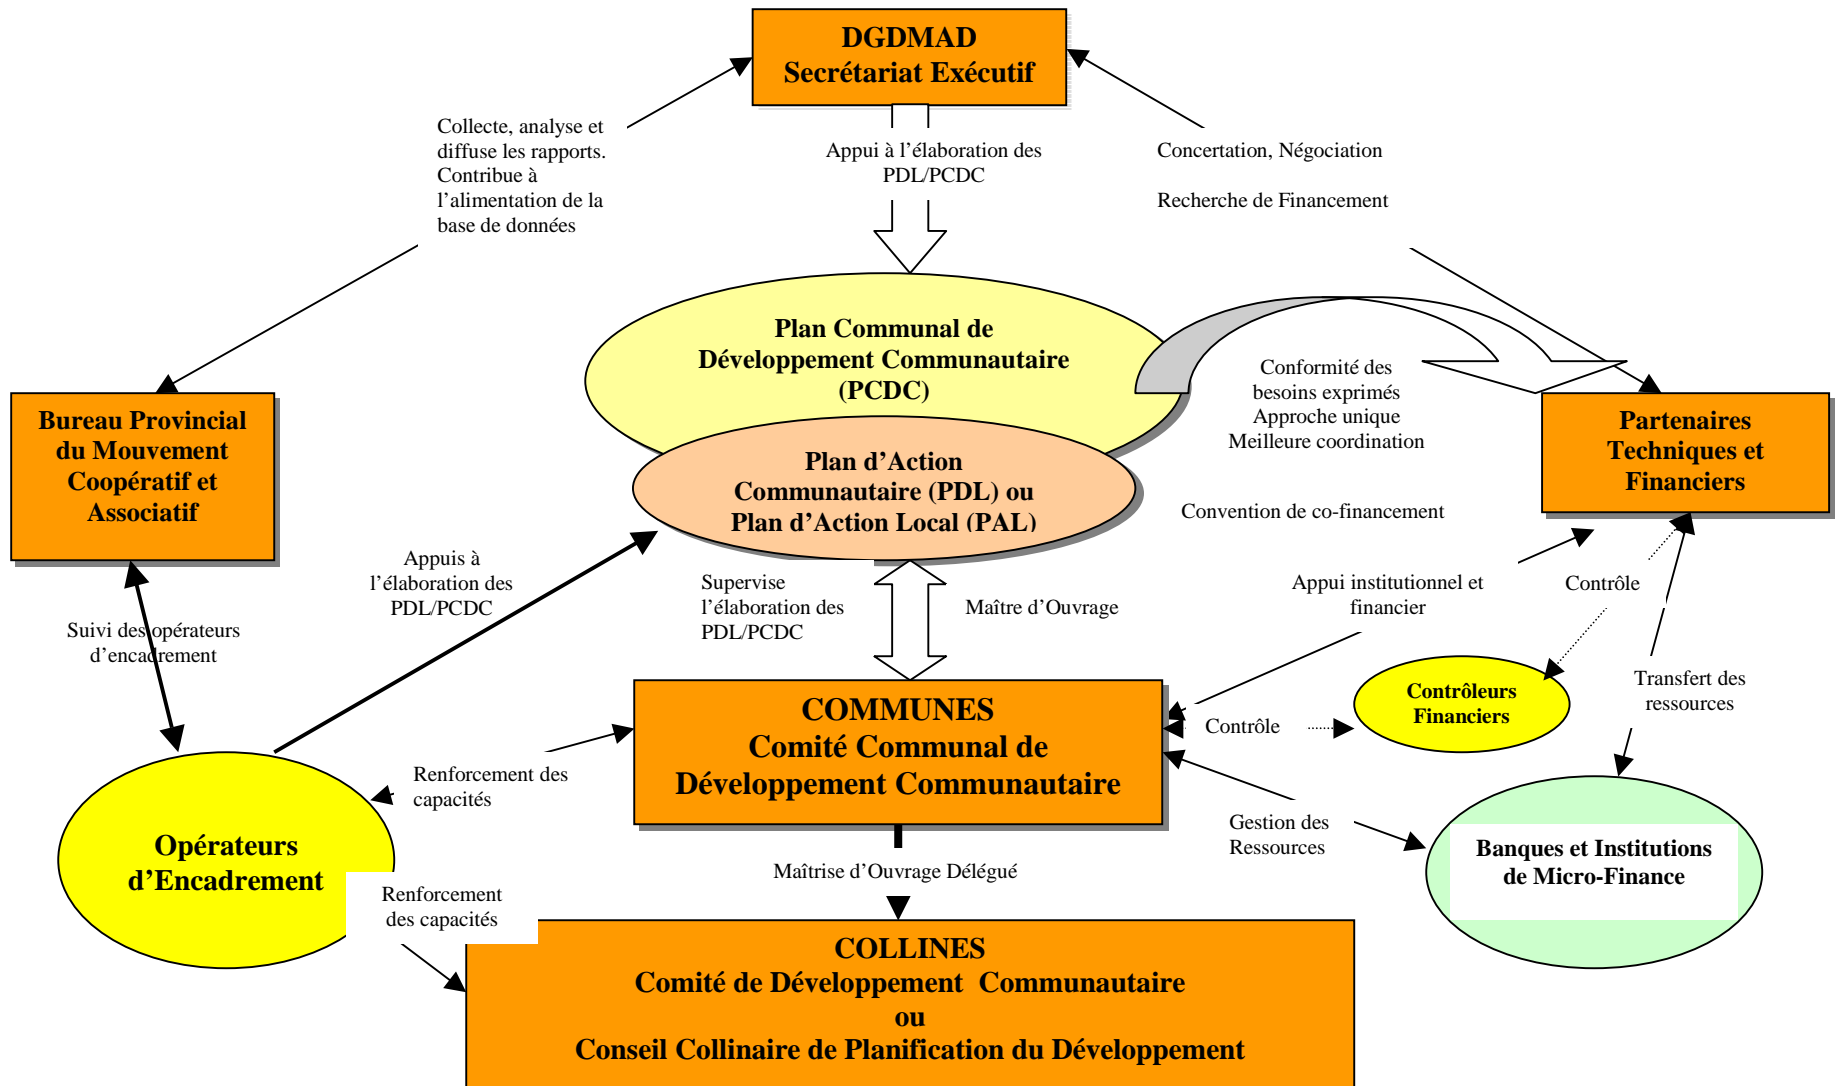 DGDMAD
Secrétariat Exécutif
Collecte, analyse et
diffuse les rapports.
Contribue à
l’alimentation de la
base de données
Appui à l’élaboration des
PDL/PCDC
Concertation, Négociation
Recherche de Financement
Plan Communal de
Développement Communautaire
(PCDC)
Conformité des
besoins exprimés
Approche unique
Meilleure coordination
Bureau Provincial
du Mouvement
Coopératif et
Associatif
Partenaires
Techniques et
Financiers
Plan d’Action
Communautaire (PDL) ou
Plan d’Action Local (PAL)
Convention de co-financement
Appuis à
l’élaboration des
PDL/PCDC
Supervise
l’élaboration des
PDL/PCDC
Maître d’Ouvrage
Appui institutionnel et
financier
Contrôle
Suivi des opérateurs
d’encadrement
Contrôleurs
Financiers
Transfert des
ressources
COMMUNES
Comité Communal de
Développement Communautaire
Contrôle
Renforcement des
capacités
Gestion des
Ressources
Opérateurs
d’Encadrement
Banques et Institutions
de Micro-Finance
Maîtrise d’Ouvrage Délégué
Renforcement
des capacités
COLLINES
Comité de Développement  Communautaire
ou
Conseil Collinaire de Planification du Développement